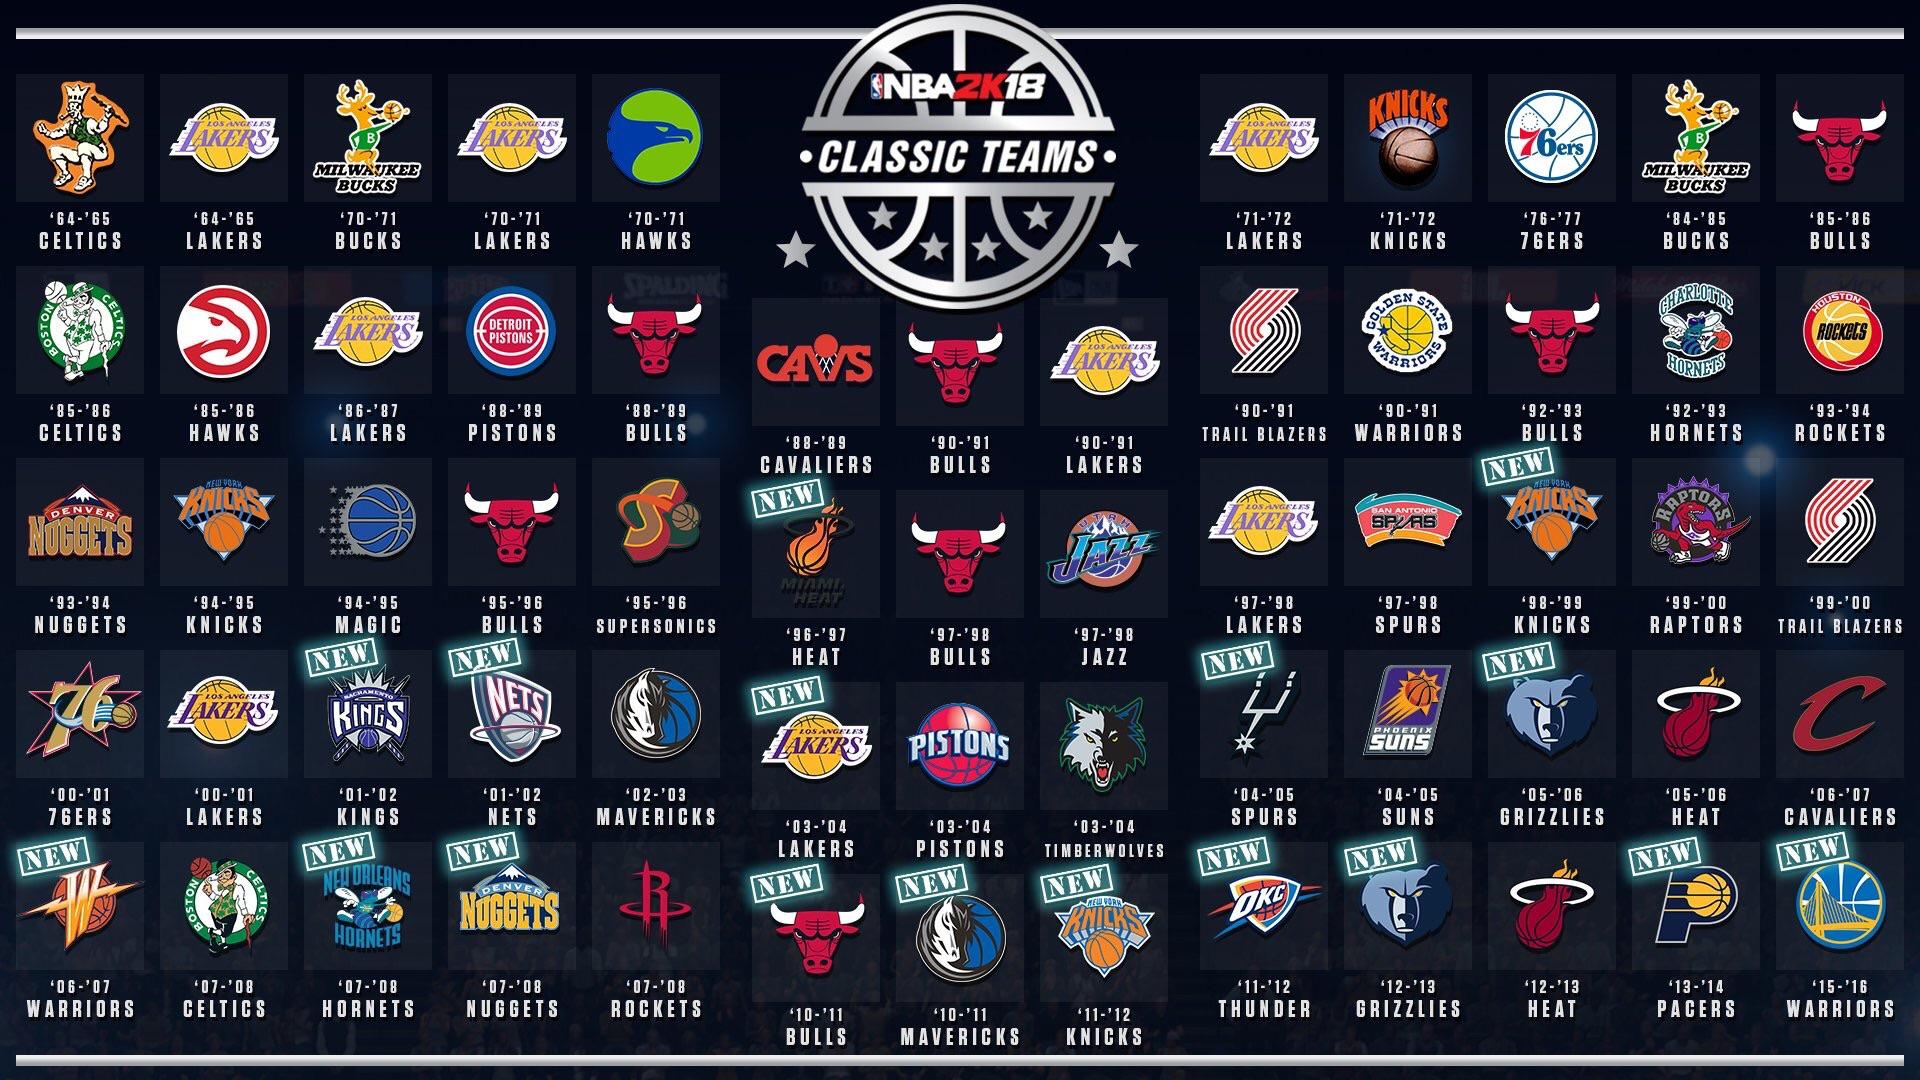 NBA2K18
CLASSIC TEAMS
LOS ANGELES
LAKERS
B
MILWAUKEE
BUCKS
LOS ANGELES
LAKERS
'64-'65
CELTICS
'64-'65
LAKERS
'70-'71
BUCKS
'70-'71
LAKERS
'70-'71
HAWKS
LOS ANGELES
LAKERS
KNICKS
76ers
B
MILWAUKEE
BUCKS
'71-'72
LAKERS
'71-'72
KNICKS
'76-'77
76ERS
'84-'85
BUCKS
'85-'86
BULLS
BOSTON CELTICS
LOS ANGELES
LAKERS
DETROIT
PISTONS
SPALDING
'85-'86
CELTICS
'85-'86
HAWKS
'86-'87
LAKERS
'88-'89
PISTONS
'88-'89
BULLS
CAVS
LOS ANGELES
LAKERS
'88-'89
CAVALIERS
'90-'91
BULLS
'90-'91
LAKERS
GOLDEN STATE
WARRIORS
CHARLOTTE
HORNETS
HOUSTON
ROCKETS
'90-'91
TRAIL BLAZERS
'90-'91
WARRIORS
'92-'93
BULLS
'92-'93
HORNETS
'93-'94
ROCKETS
DENVER
NUGGETS
NEW YORK
KNICKS
S
'93-'94
NUGGETS
'94-'95
KNICKS
'94-'95
MAGIC
'95-'96
BULLS
'95-'96
SUPERSONICS
NEW
MIAMI
HEAT
UTAH
JAZZ
'96-'97
HEAT
'97-'98
BULLS
'97-'98
JAZZ
LOS ANGELES
LAKERS
SAN ANTONIO
SPURS
NEW
NEW YORK
KNICKS
RAPTORS
'97-'98
LAKERS
'97-'98
SPURS
'98-'99
KNICKS
'99-'00
RAPTORS
'99-'00
TRAIL BLAZERS
76
LOS ANGELES
LAKERS
NEW
SACRAMENTO
KINGS
NEW
NETS
'00-'01
76ERS
'00-'01
LAKERS
'01-'02
KINGS
'01-'02
NETS
'02-'03
MAVERICKS
NEW
LOS ANGELES
LAKERS
PISTONS
'03-'04
LAKERS
'03-'04
PISTONS
'03-'04
TIMBERWOLVES
NEW
PHOENIX
SUNS
NEW
C
'04-'05
SPURS
'04-'05
SUNS
'05-'06
GRIZZLIES
'05-'06
HEAT
'06-'07
CAVALIERS
NEW
W
BOSTON CELTICS
NEW
NEW ORLEANS
HORNETS
NEW
DENVER
NUGGETS
R
'06-'07
WARRIORS
'07-'08
CELTICS
'07-'08
HORNETS
'07-'08
NUGGETS
'07-'08
ROCKETS
NEW
NEW
NEW
NEW YORK
KNICKS
'10-'11
BULLS
'10-'11
MAVERICKS
'11-'12
KNICKS
NEW
OKC
NEW
NEW
P
NEW
'11-'12
THUNDER
'12-'13
GRIZZLIES
'12-'13
HEAT
'13-'14
PACERS
'15-'16
WARRIORS